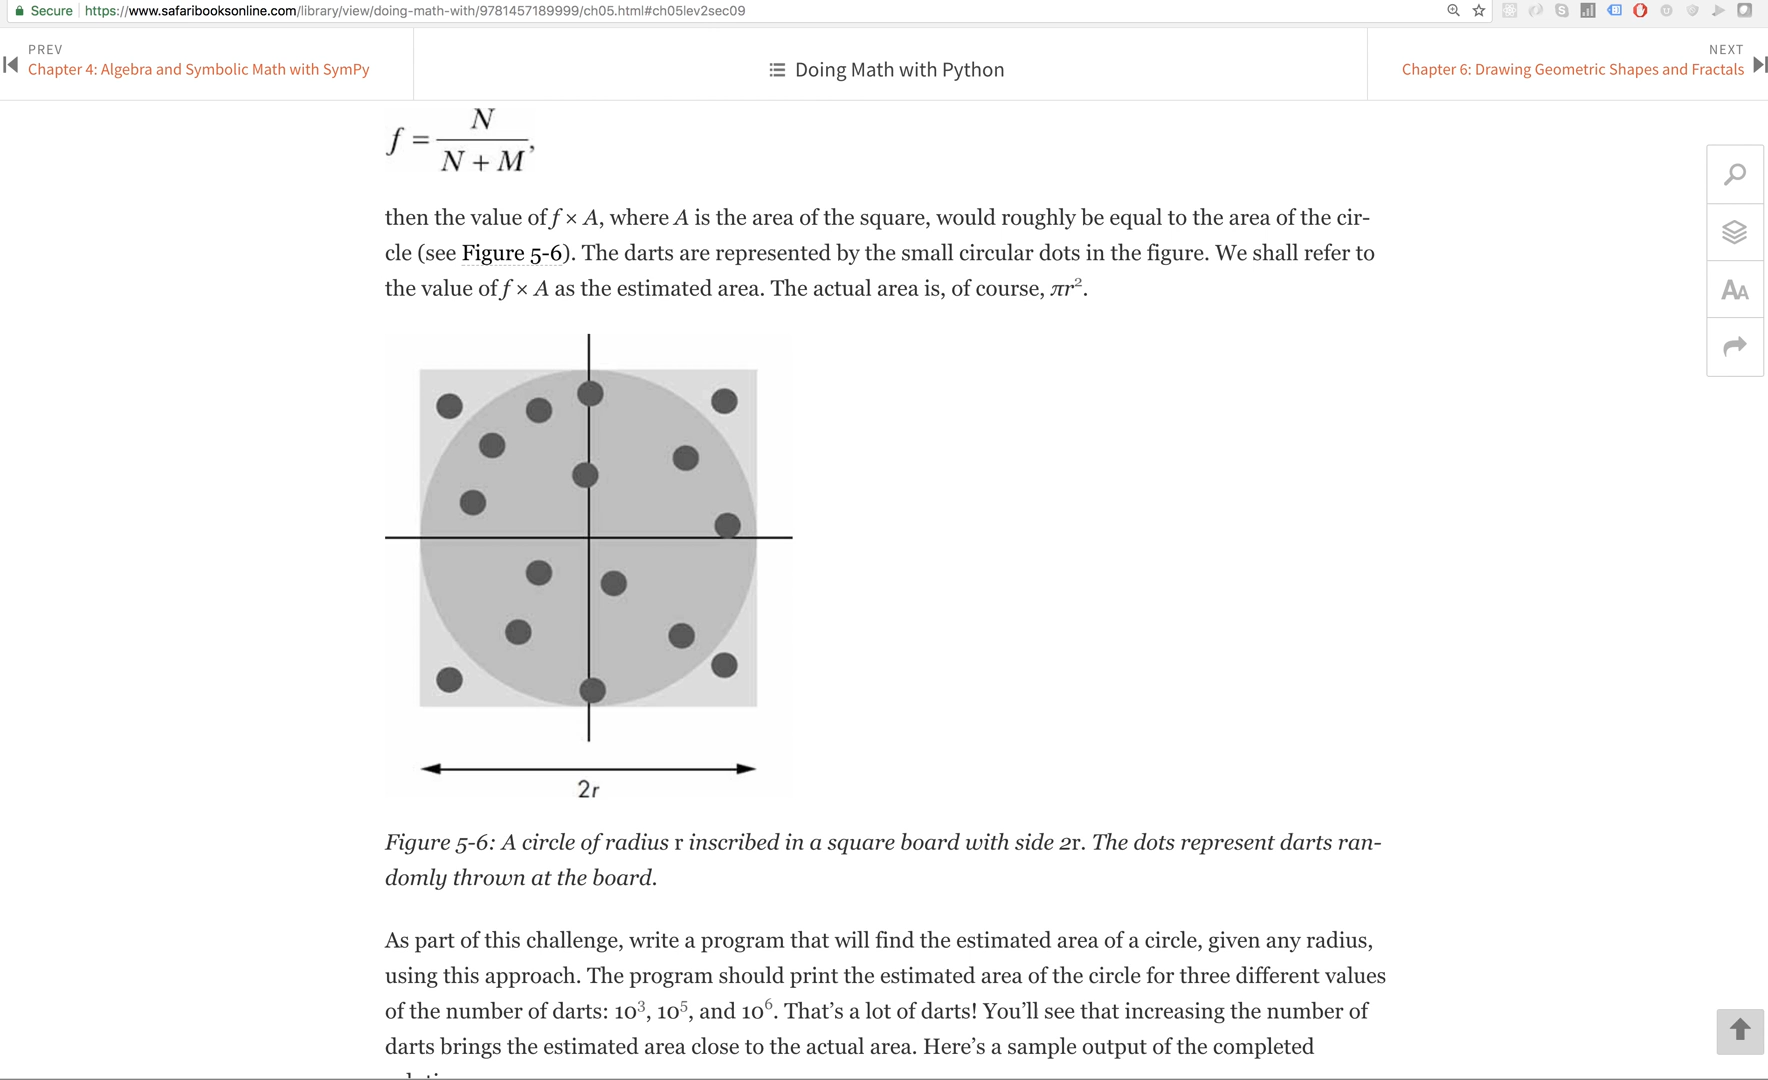 Secure https://www.safaribooksonline.com/library/view/doing-math-with/9781457189999/ch05.html#ch05lev2sec09
PREV
Chapter 4: Algebra and Symbolic Math with SymPy
Doing Math with Python
NEXT
Chapter 6: Drawing Geometric Shapes and Fractals
f = N / N + M,
then the value of f × A, where A is the area of the square, would roughly be equal to the area of the cir-
cle (see Figure 5-6). The darts are represented by the small circular dots in the figure. We shall refer to
the value of f × A as the estimated area. The actual area is, of course, πr².
2r
Figure 5-6: A circle of radius r inscribed in a square board with side 2r. The dots represent darts ran-
domly thrown at the board.
As part of this challenge, write a program that will find the estimated area of a circle, given any radius,
using this approach. The program should print the estimated area of the circle for three different values
of the number of darts: 10³, 10⁵, and 10⁶. That’s a lot of darts! You’ll see that increasing the number of
darts brings the estimated area close to the actual area. Here’s a sample output of the completed